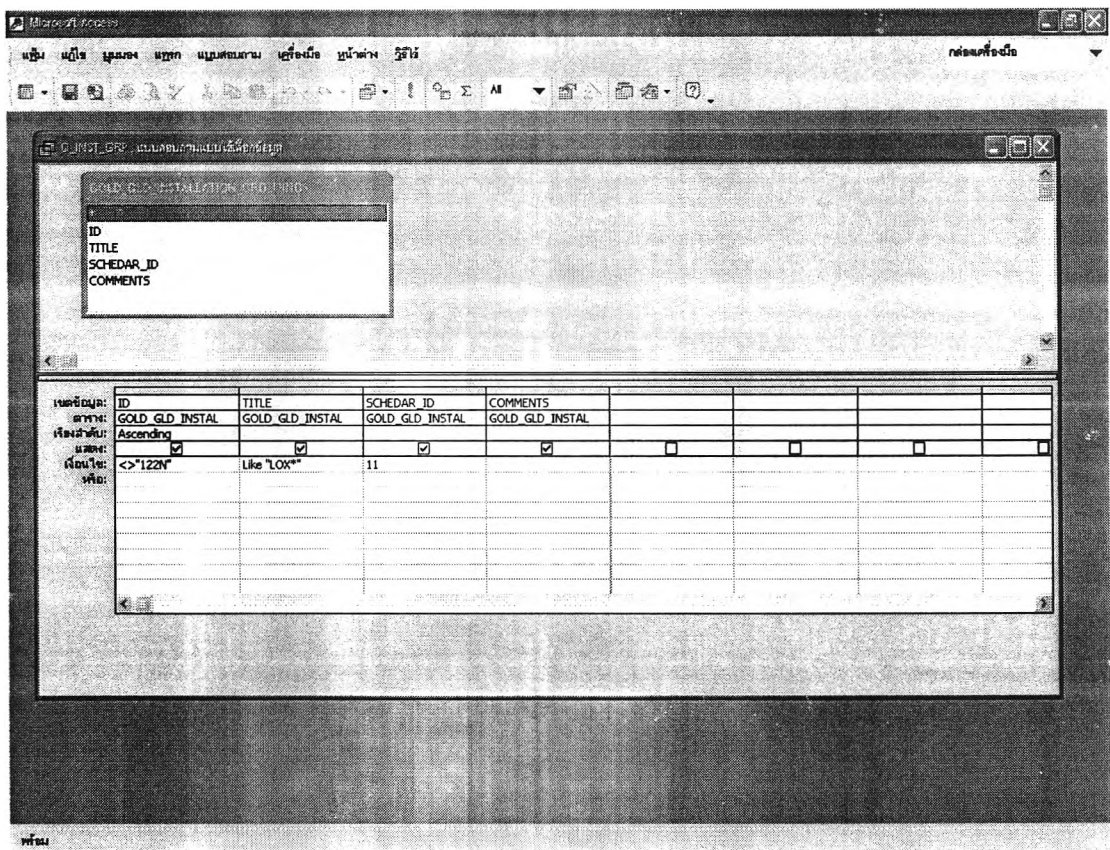 Microsoft Access
แฟ้ม แก้ไข มุมมอง แทรก แบบสอบถาม เครื่องมือ หน้าต่าง วิธีใช้
กล่องเครื่องมือ
All
แบบสอบถามแบบใช้เลือกข้อมูล
*
ID
TITLE
SCHEDAR_ID
COMMENTS
เขตข้อมูล: ID TITLE SCHEDAR_ID COMMENTS
ตาราง: GOLD_GLD_INSTAL GOLD_GLD_INSTAL GOLD_GLD_INSTAL GOLD_GLD_INSTAL
เรียงลำดับ: Ascending
แสดง:
เงื่อนไข: <>"122N" Like "LOX*" 11
หรือ:
พร้อม